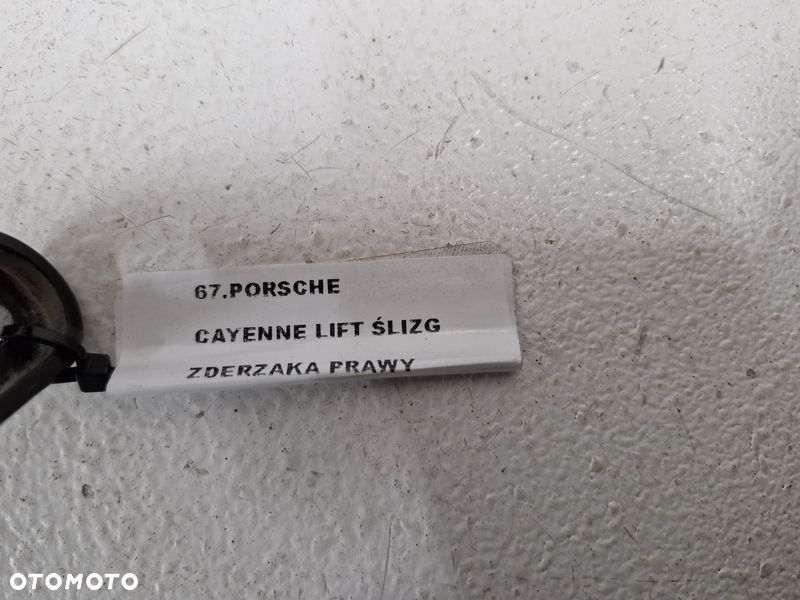 67.PORSCHE
CAYENNE LIFT ŚLIZG
ZDERZAKA PRAWY
OTOMOTO